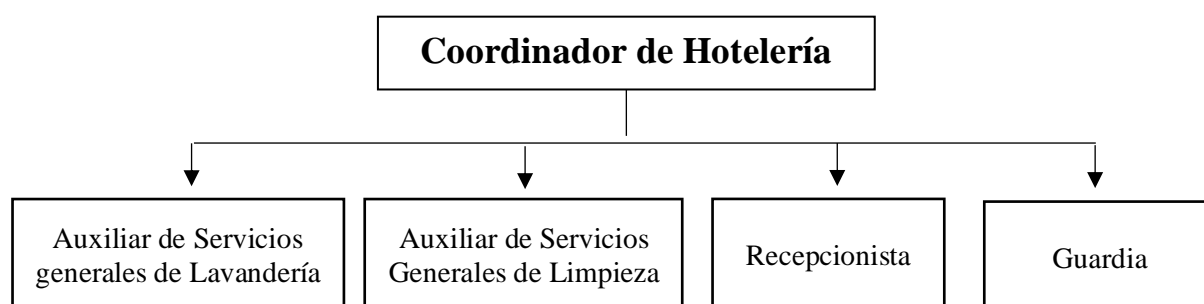 Coordinador de Hotelería
Auxiliar de Servicios
generales de Lavandería
Auxiliar de Servicios
Generales de Limpieza
Recepcionista
Guardia